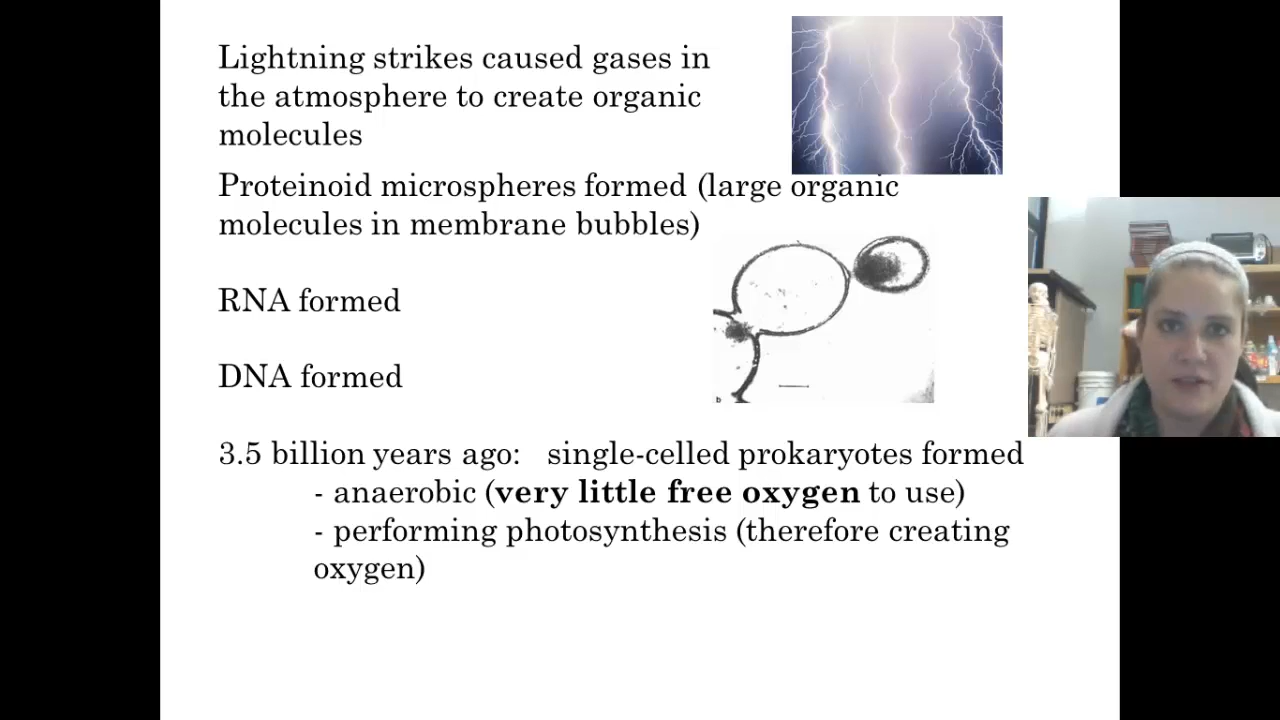 Lightning strikes caused gases in
the atmosphere to create organic
molecules
Proteinoid microspheres formed (large organic
molecules in membrane bubbles)
RNA formed
DNA formed
b
3.5 billion years ago: single-celled prokaryotes formed
- anaerobic (very little free oxygen to use)
- performing photosynthesis (therefore creating
oxygen)